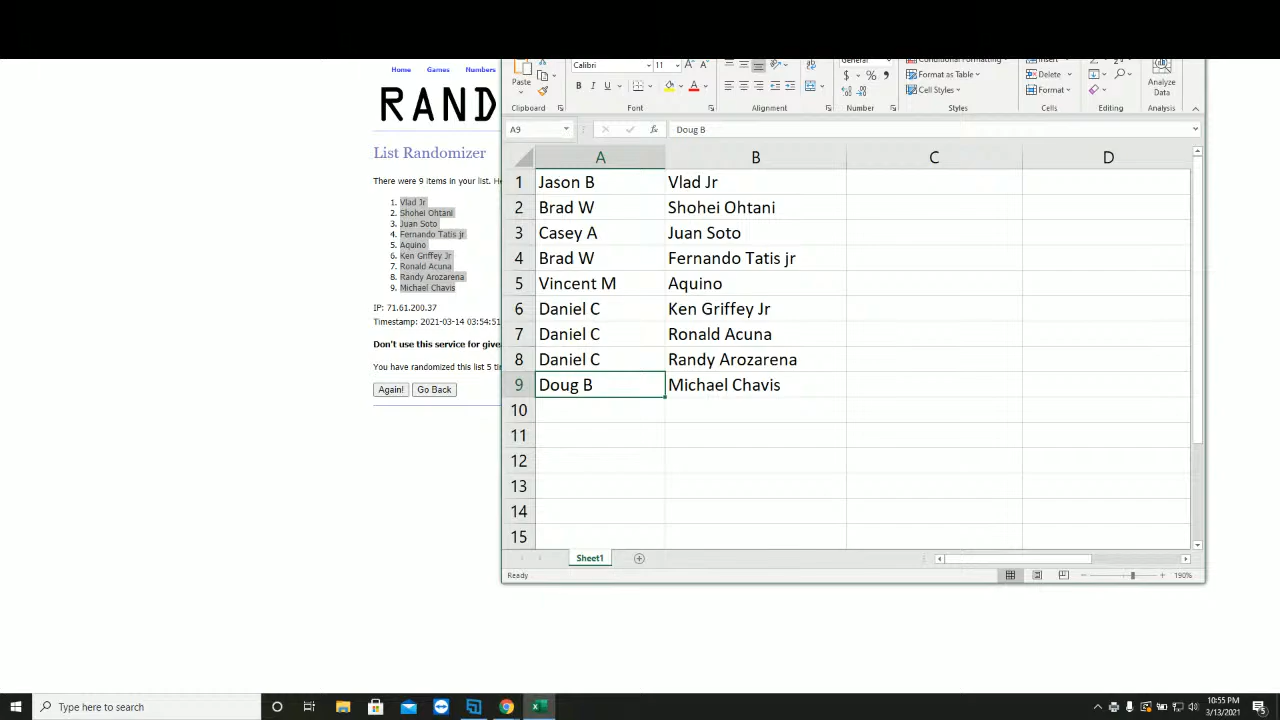 Home Games Numbers
RAND
List Randomizer
There were 9 items in your list. He
1. Vlad Jr
2. Shohei Ohtani
3. Juan Soto
4. Fernando Tatis jr
5. Aquino
6. Ken Griffey Jr
7. Ronald Acuna
8. Randy Arozarena
9. Michael Chavis
IP: 71.61.200.37
Timestamp: 2021-03-14 03:54:51
Don't use this service for give
You have randomized this list 5 ti
Again! Go Back
Paste
Calibri 11
B I U
$ % 9
Format as Table
Cell Styles
Delete
Format
Analyze
Data
Clipboard Font Alignment Number Styles Cells Editing Analysis
A9 fx Doug B
A B C D
1 Jason B Vlad Jr
2 Brad W Shohei Ohtani
3 Casey A Juan Soto
4 Brad W Fernando Tatis jr
5 Vincent M Aquino
6 Daniel C Ken Griffey Jr
7 Daniel C Ronald Acuna
8 Daniel C Randy Arozarena
9 Doug B Michael Chavis
10
11
12
13
14
15
Sheet1
Ready 190%
Type here to search
10:55 PM
3/13/2021
5